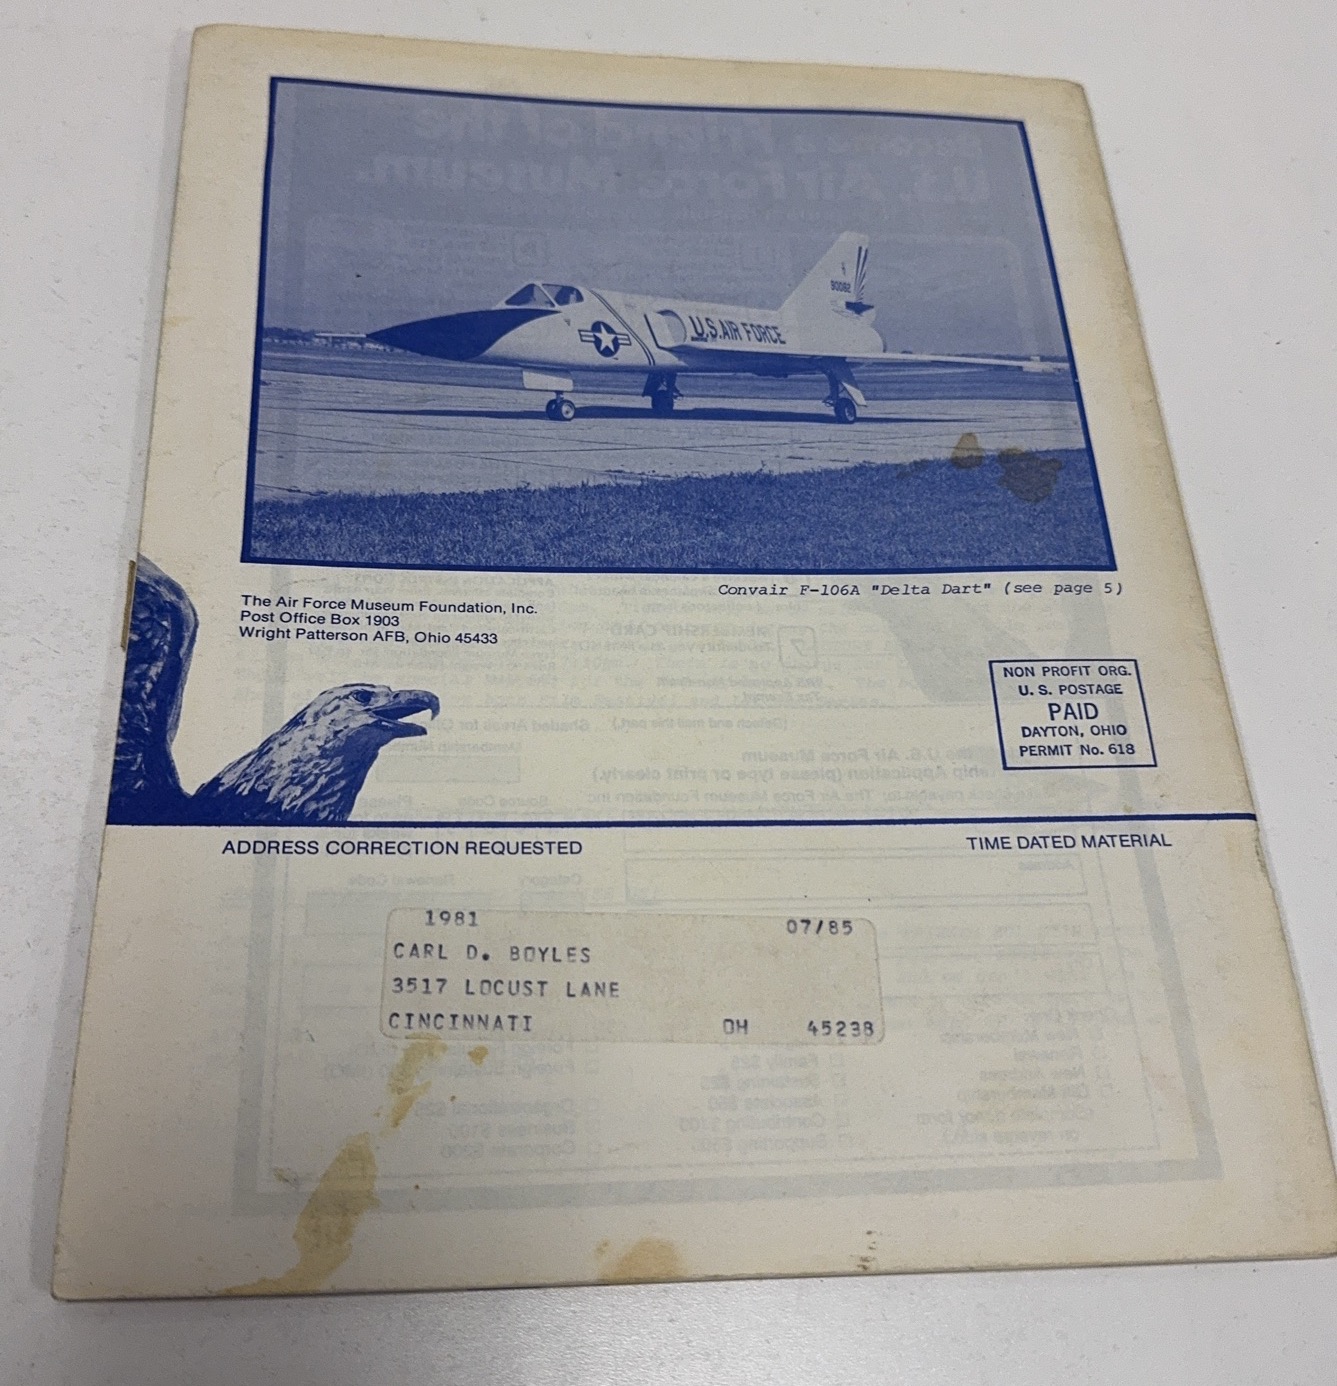 U.S. AIR FORCE
Convair F-106A "Delta Dart" (see page 5)
The Air Force Museum Foundation, Inc.
Post Office Box 1903
Wright Patterson AFB, Ohio 45433
NON PROFIT ORG.
U. S. POSTAGE
PAID
DAYTON, OHIO
PERMIT No. 618
ADDRESS CORRECTION REQUESTED
TIME DATED MATERIAL
1981 07/85
CARL D. BOYLES
3517 LOCUST LANE
CINCINNATI OH 45238